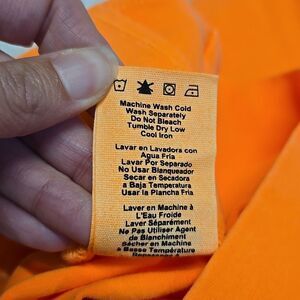 Machine Wash Cold
Wash Separately
Do Not Bleach
Tumble Dry Low
Cool Iron
Lavar en Lavadora con
Agua Fria
Lavar Por Separado
No Usar Blanqueador
Secar en Secadora
a Baja Temperatura
Usar la Plancha Fria
Laver en Machine à
L'Eau Froide
Laver Séparément
Ne Pas Utiliser Agent
de Blanchiment
Sécher en Machine
à Basse Température